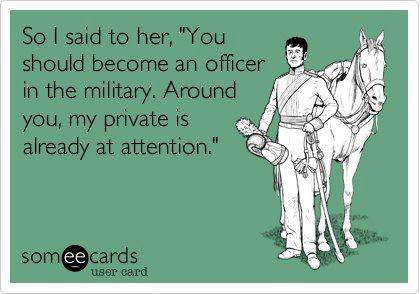 So I said to her, "You
should become an officer
in the military. Around
you, my private is
already at attention."
someecards
user card